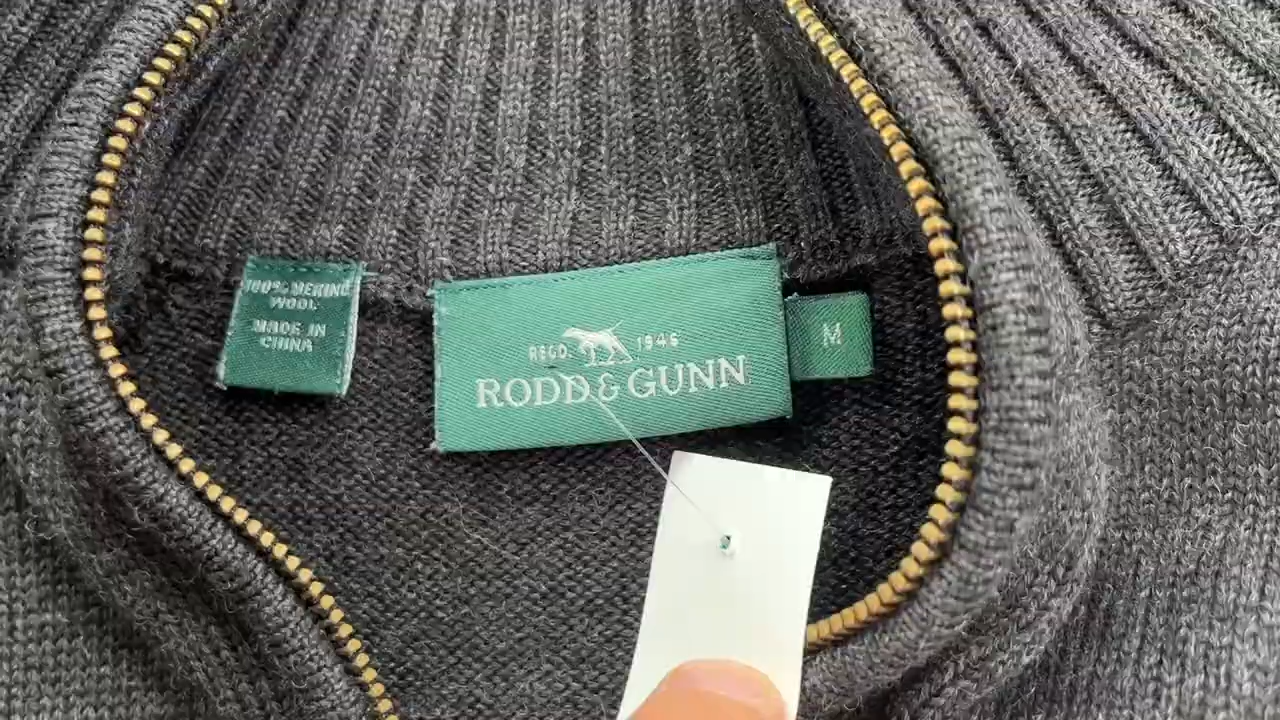 100% MERINO
WOOL
MADE IN
CHINA
REGD. 1946
RODD & GUNN
M